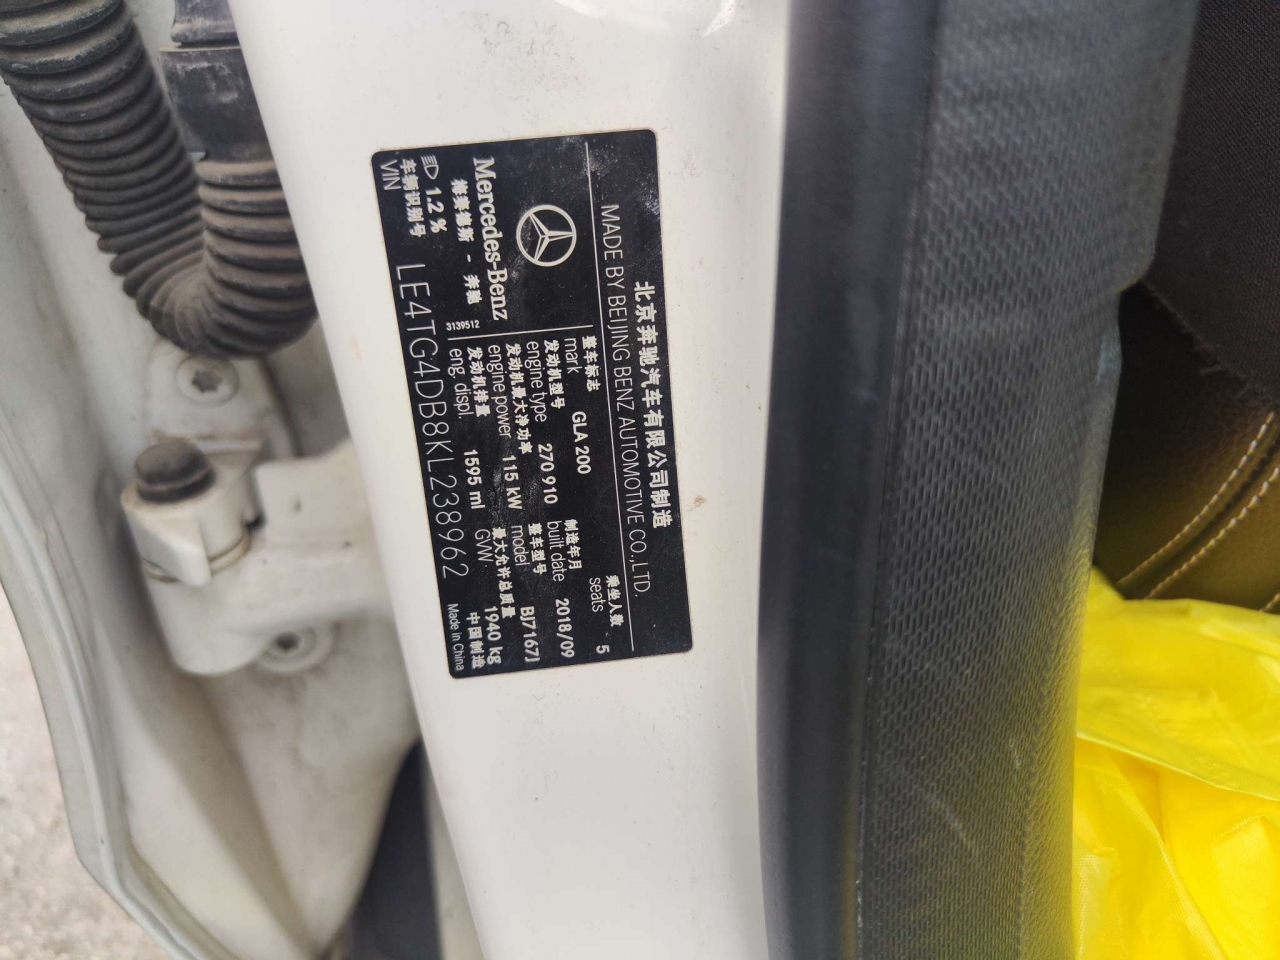 北京奔驰汽车有限公司制造
MADE BY BEIJING BENZ AUTOMOTIVE CO.,LTD.
乘坐人数
seats 5
整车标志
mark GLA 200
制造年月
built date 2018/09
发动机型号
engine type 270 910
整车型号
model BJ7167J
发动机最大净功率
engine power 115 kW
最大允许总质量
GVW. 1940 kg
发动机排量
eng. displ. 1595 ml
中国制造
Made in China
Mercedes-Benz
梅赛德斯 - 奔驰
3139512
1.2 %
车辆识别号
VIN LE4TG4DB8KL238962